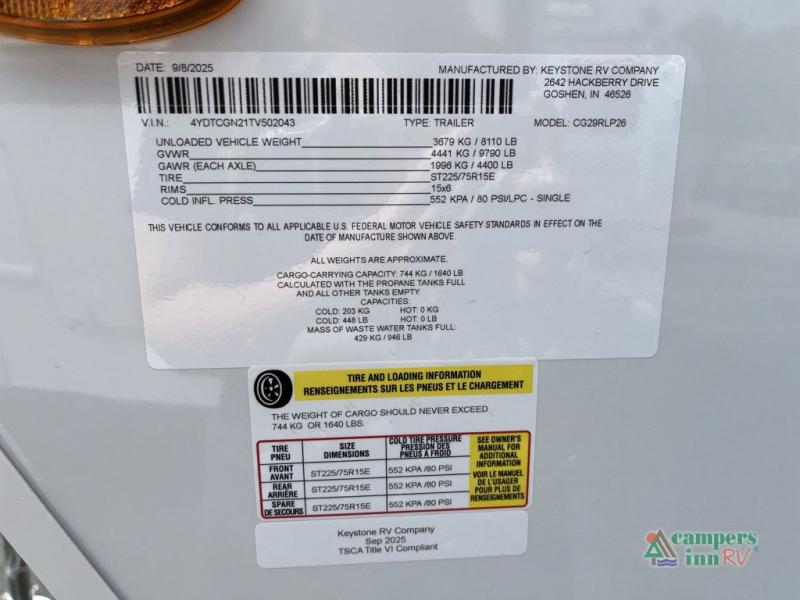 DATE: 9/8/2025
MANUFACTURED BY: KEYSTONE RV COMPANY
2642 HACKBERRY DRIVE
GOSHEN, IN 46526
V.I.N.: 4YDTCGN21TV502043 TYPE: TRAILER MODEL: CG29RLP26
UNLOADED VEHICLE WEIGHT 3679 KG / 8110 LB
GVWR 4441 KG / 9790 LB
GAWR (EACH AXLE) 1996 KG / 4400 LB
TIRE ST225/75R15E
RIMS 15x6
COLD INFL. PRESS 552 KPA / 80 PSI/LPC - SINGLE
THIS VEHICLE CONFORMS TO ALL APPLICABLE U.S. FEDERAL MOTOR VEHICLE SAFETY STANDARDS IN EFFECT ON THE
DATE OF MANUFACTURE SHOWN ABOVE.
ALL WEIGHTS ARE APPROXIMATE.
CARGO-CARRYING CAPACITY: 744 KG / 1640 LB
CALCULATED WITH THE PROPANE TANKS FULL
AND ALL OTHER TANKS EMPTY.
CAPACITIES:
COLD: 203 KG HOT: 0 KG
COLD: 448 LB HOT: 0 LB
MASS OF WASTE WATER TANKS FULL:
429 KG / 946 LB
TIRE AND LOADING INFORMATION
RENSEIGNEMENTS SUR LES PNEUS ET LE CHARGEMENT
THE WEIGHT OF CARGO SHOULD NEVER EXCEED
744 KG OR 1640 LBS.
TIRE
PNEU
SIZE
DIMENSIONS
COLD TIRE PRESSURE
PRESSION DES
PNEUS A FROID
FRONT
AVANT
ST225/75R15E
552 KPA /80 PSI
REAR
ARRIÈRE
ST225/75R15E
552 KPA /80 PSI
SPARE
DE SECOURS
ST225/75R15E
552 KPA /80 PSI
SEE OWNER'S
MANUAL FOR
ADDITIONAL
INFORMATION
VOIR LE MANUEL
DE L'USAGER
POUR PLUS DE
RENSEIGNEMENTS
Keystone RV Company
Sep 2025
TSCA Title VI Compliant
campers
inn RV